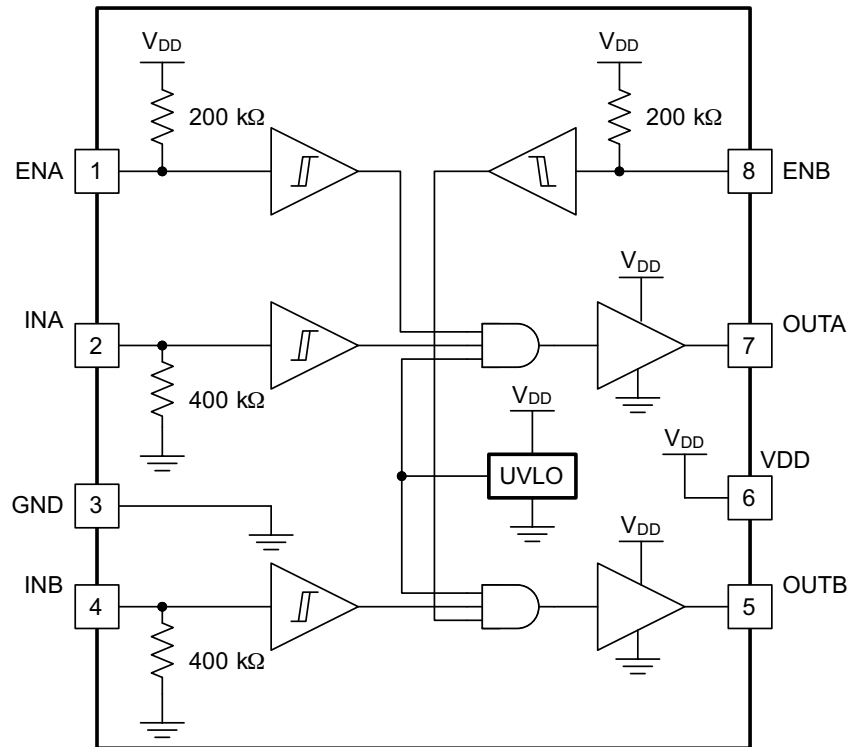 VDD
VDD
200 kΩ
200 kΩ
ENA
1
8
ENB
VDD
INA
OUTA
2
7
400 kΩ
VDD
VDD
VDD
UVLO
6
GND
3
VDD
INB
OUTB
4
5
400 kΩ